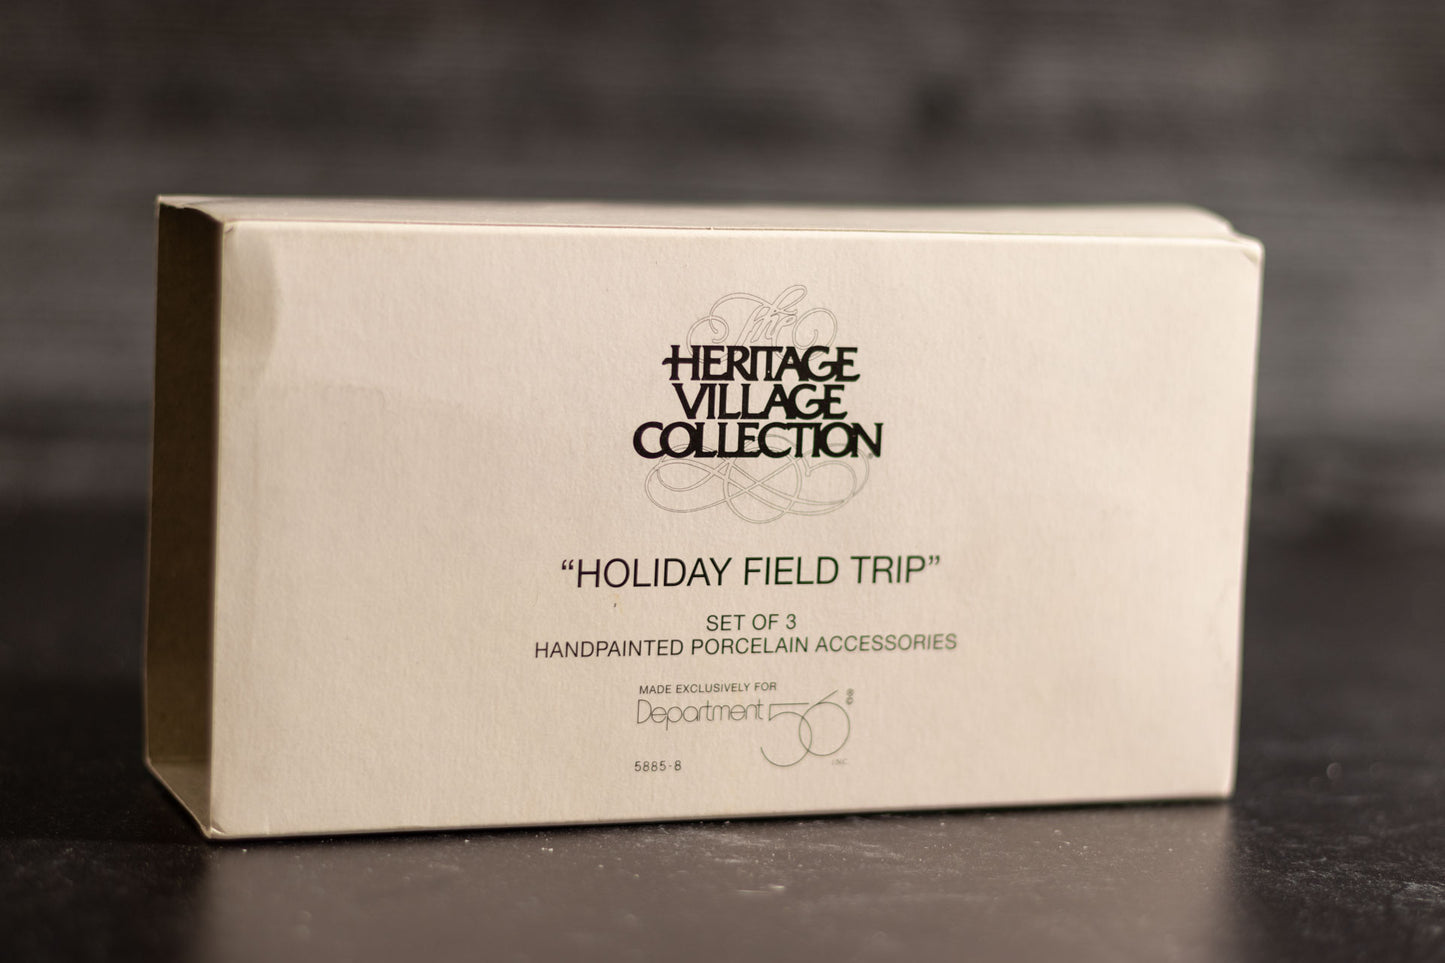 The
HERITAGE
VILLAGE
COLLECTION®
“HOLIDAY FIELD TRIP”
SET OF 3
HANDPAINTED PORCELAIN ACCESSORIES
MADE EXCLUSIVELY FOR
Department 56 ® ©
INC.
5885-8